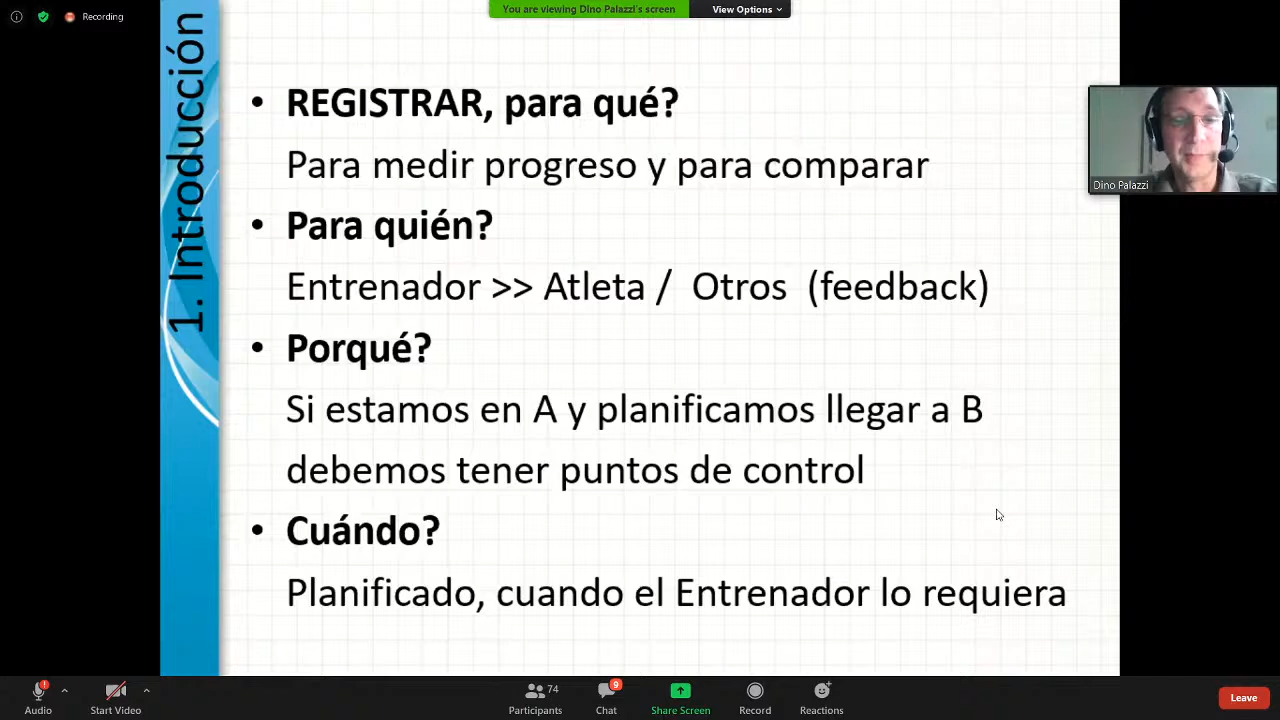 Recording
You are viewing Dino Palazzi's screen
View Options
1. Introducción
• REGISTRAR, para qué?
Para medir progreso y para comparar
• Para quién?
Entrenador >> Atleta / Otros (feedback)
• Porqué?
Si estamos en A y planificamos llegar a B
debemos tener puntos de control
• Cuándo?
Planificado, cuando el Entrenador lo requiera
Dino Palazzi
Audio
Start Video
74
Participants
9
Chat
Share Screen
Record
Reactions
Leave